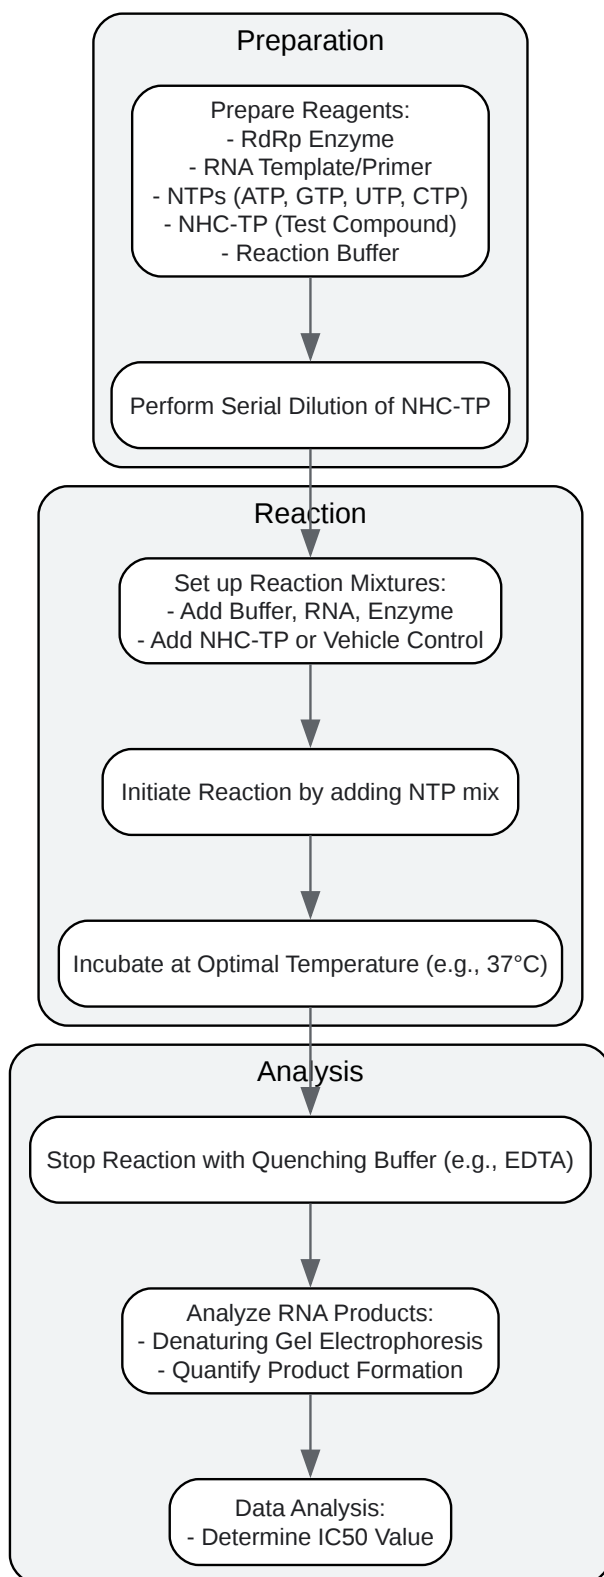 Preparation
Prepare Reagents:
- RdRp Enzyme
- RNA Template/Primer
- NTPs (ATP, GTP, UTP, CTP)
- NHC-TP (Test Compound)
- Reaction Buffer
Perform Serial Dilution of NHC-TP
Reaction
Set up Reaction Mixtures:
- Add Buffer, RNA, Enzyme
- Add NHC-TP or Vehicle Control
Initiate Reaction by adding NTP mix
Incubate at Optimal Temperature (e.g., 37°C)
Analysis
Stop Reaction with Quenching Buffer (e.g., EDTA)
Analyze RNA Products:
- Denaturing Gel Electrophoresis
- Quantify Product Formation
Data Analysis:
- Determine IC50 Value